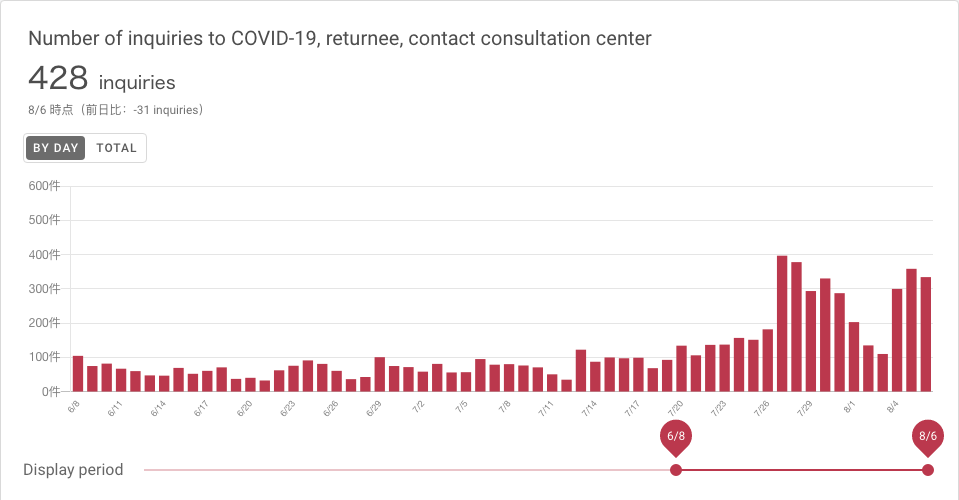 Number of inquiries to COVID-19, returnee, contact consultation center
428 inquiries
8/6 時点（前日比：-31 inquiries）
BY DAY TOTAL
600件
500件
400件
300件
200件
100件
0件
6/8 6/11 6/14 6/17 6/20 6/23 6/26 6/29 7/2 7/5 7/8 7/11 7/14 7/17 7/20 7/23 7/26 7/29 8/1 8/4
6/8 8/6
Display period